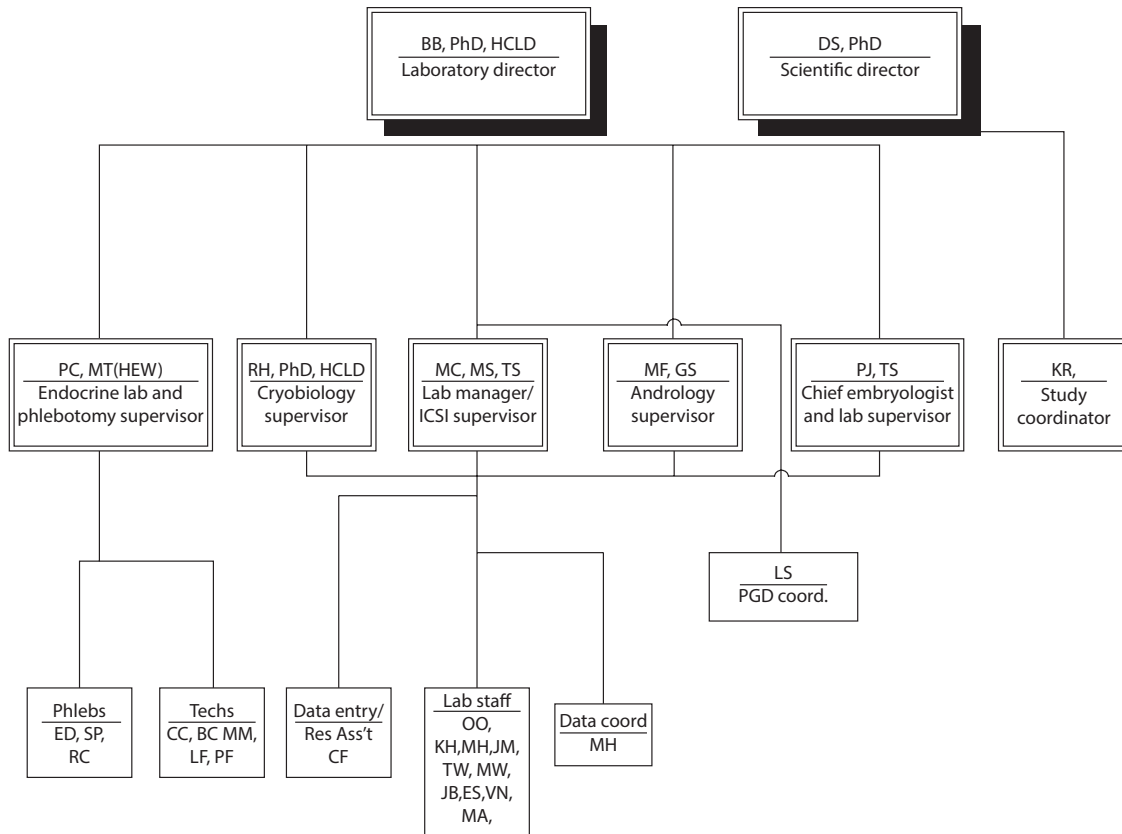 BB, PhD, HCLD
Laboratory director
DS, PhD
Scientific director
PC, MT(HEW)
Endocrine lab and
phlebotomy supervisor
RH, PhD, HCLD
Cryobiology
supervisor
MC, MS, TS
Lab manager/
ICSI supervisor
MF, GS
Andrology
supervisor
PJ, TS
Chief embryologist
and lab supervisor
KR,
Study
coordinator
LS
PGD coord.
Phlebs
ED, SP,
RC
Techs
CC, BC MM,
LF, PF
Data entry/
Res Ass't
CF
Lab staff
OO,
KH,MH,JM,
TW, MW,
JB,ES,VN,
MA,
Data coord
MH